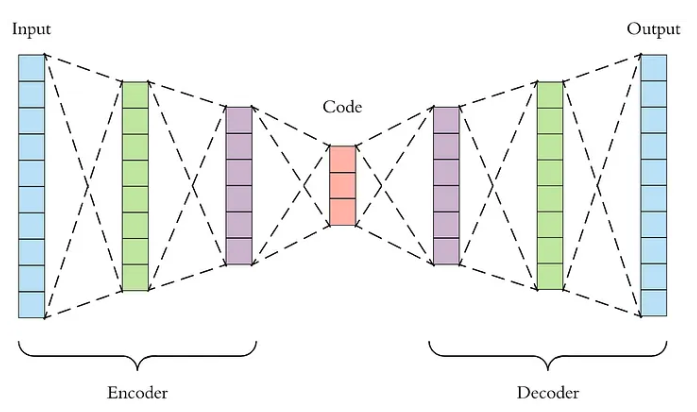 Input
Output
Code
Encoder
Decoder